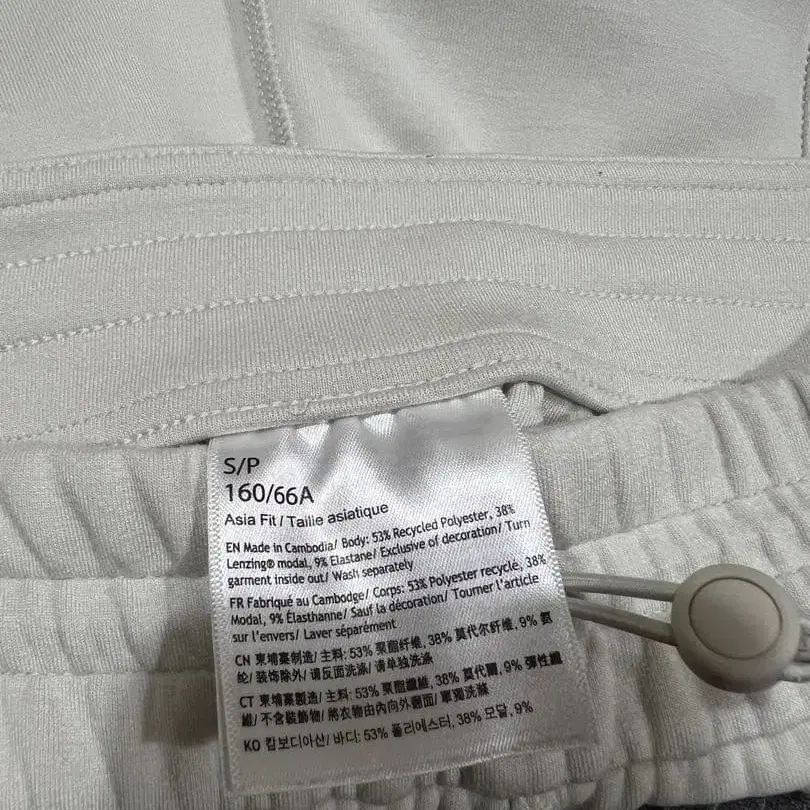 S/P
160/66A
Asia Fit / Taille asiatique
EN Made in Cambodia/ Body: 53% Recycled Polyester, 38%
Lenzing® modal, 9% Elastane/ Exclusive of decoration/ Turn
garment inside out/ Wash separately
FR Fabriqué au Cambodge/ Corps: 53% Polyester recyclé, 38%
Modal, 9% Élasthanne/ Sauf la décoration/ Tourner l'article
sur l'envers/ Laver séparément
CN 柬埔寨制造/ 主料: 53% 聚酯纤维, 38% 莫代尔纤维, 9% 氨
纶/ 装饰除外/ 请反面洗涤/ 请单独洗涤
CT 柬埔寨製造/ 主料: 53% 聚酯纖維, 38% 莫代爾, 9% 彈性纖
維/ 不含裝飾物/ 將衣物由內向外翻面/ 單獨洗滌
KO 캄보디아산/ 바디: 53% 폴리에스터, 38% 모달, 9%